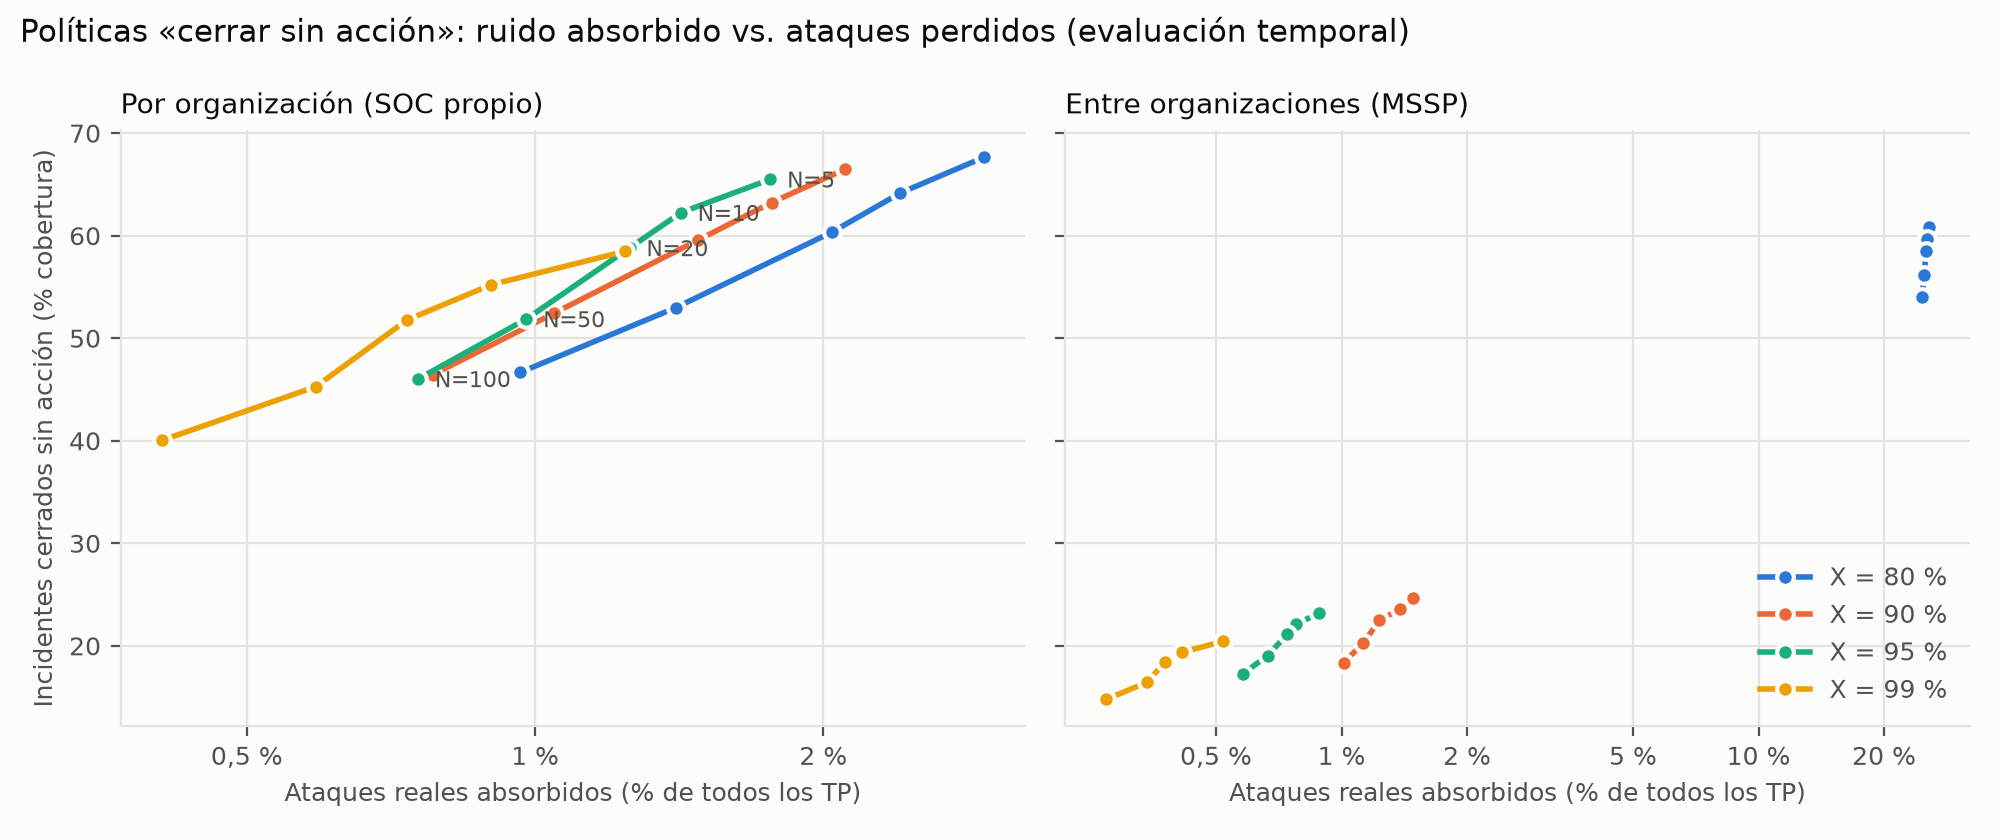 Políticas «cerrar sin acción»: ruido absorbido vs. ataques perdidos (evaluación temporal)
Por organización (SOC propio)
Entre organizaciones (MSSP)
Incidentes cerrados sin acción (% cobertura)
70
60
50
40
30
20
N=5
N=10
N=20
N=50
N=100
0,5 %
1 %
2 %
Ataques reales absorbidos (% de todos los TP)
X = 80 %
X = 90 %
X = 95 %
X = 99 %
0,5 %
1 %
2 %
5 %
10 %
20 %
Ataques reales absorbidos (% de todos los TP)